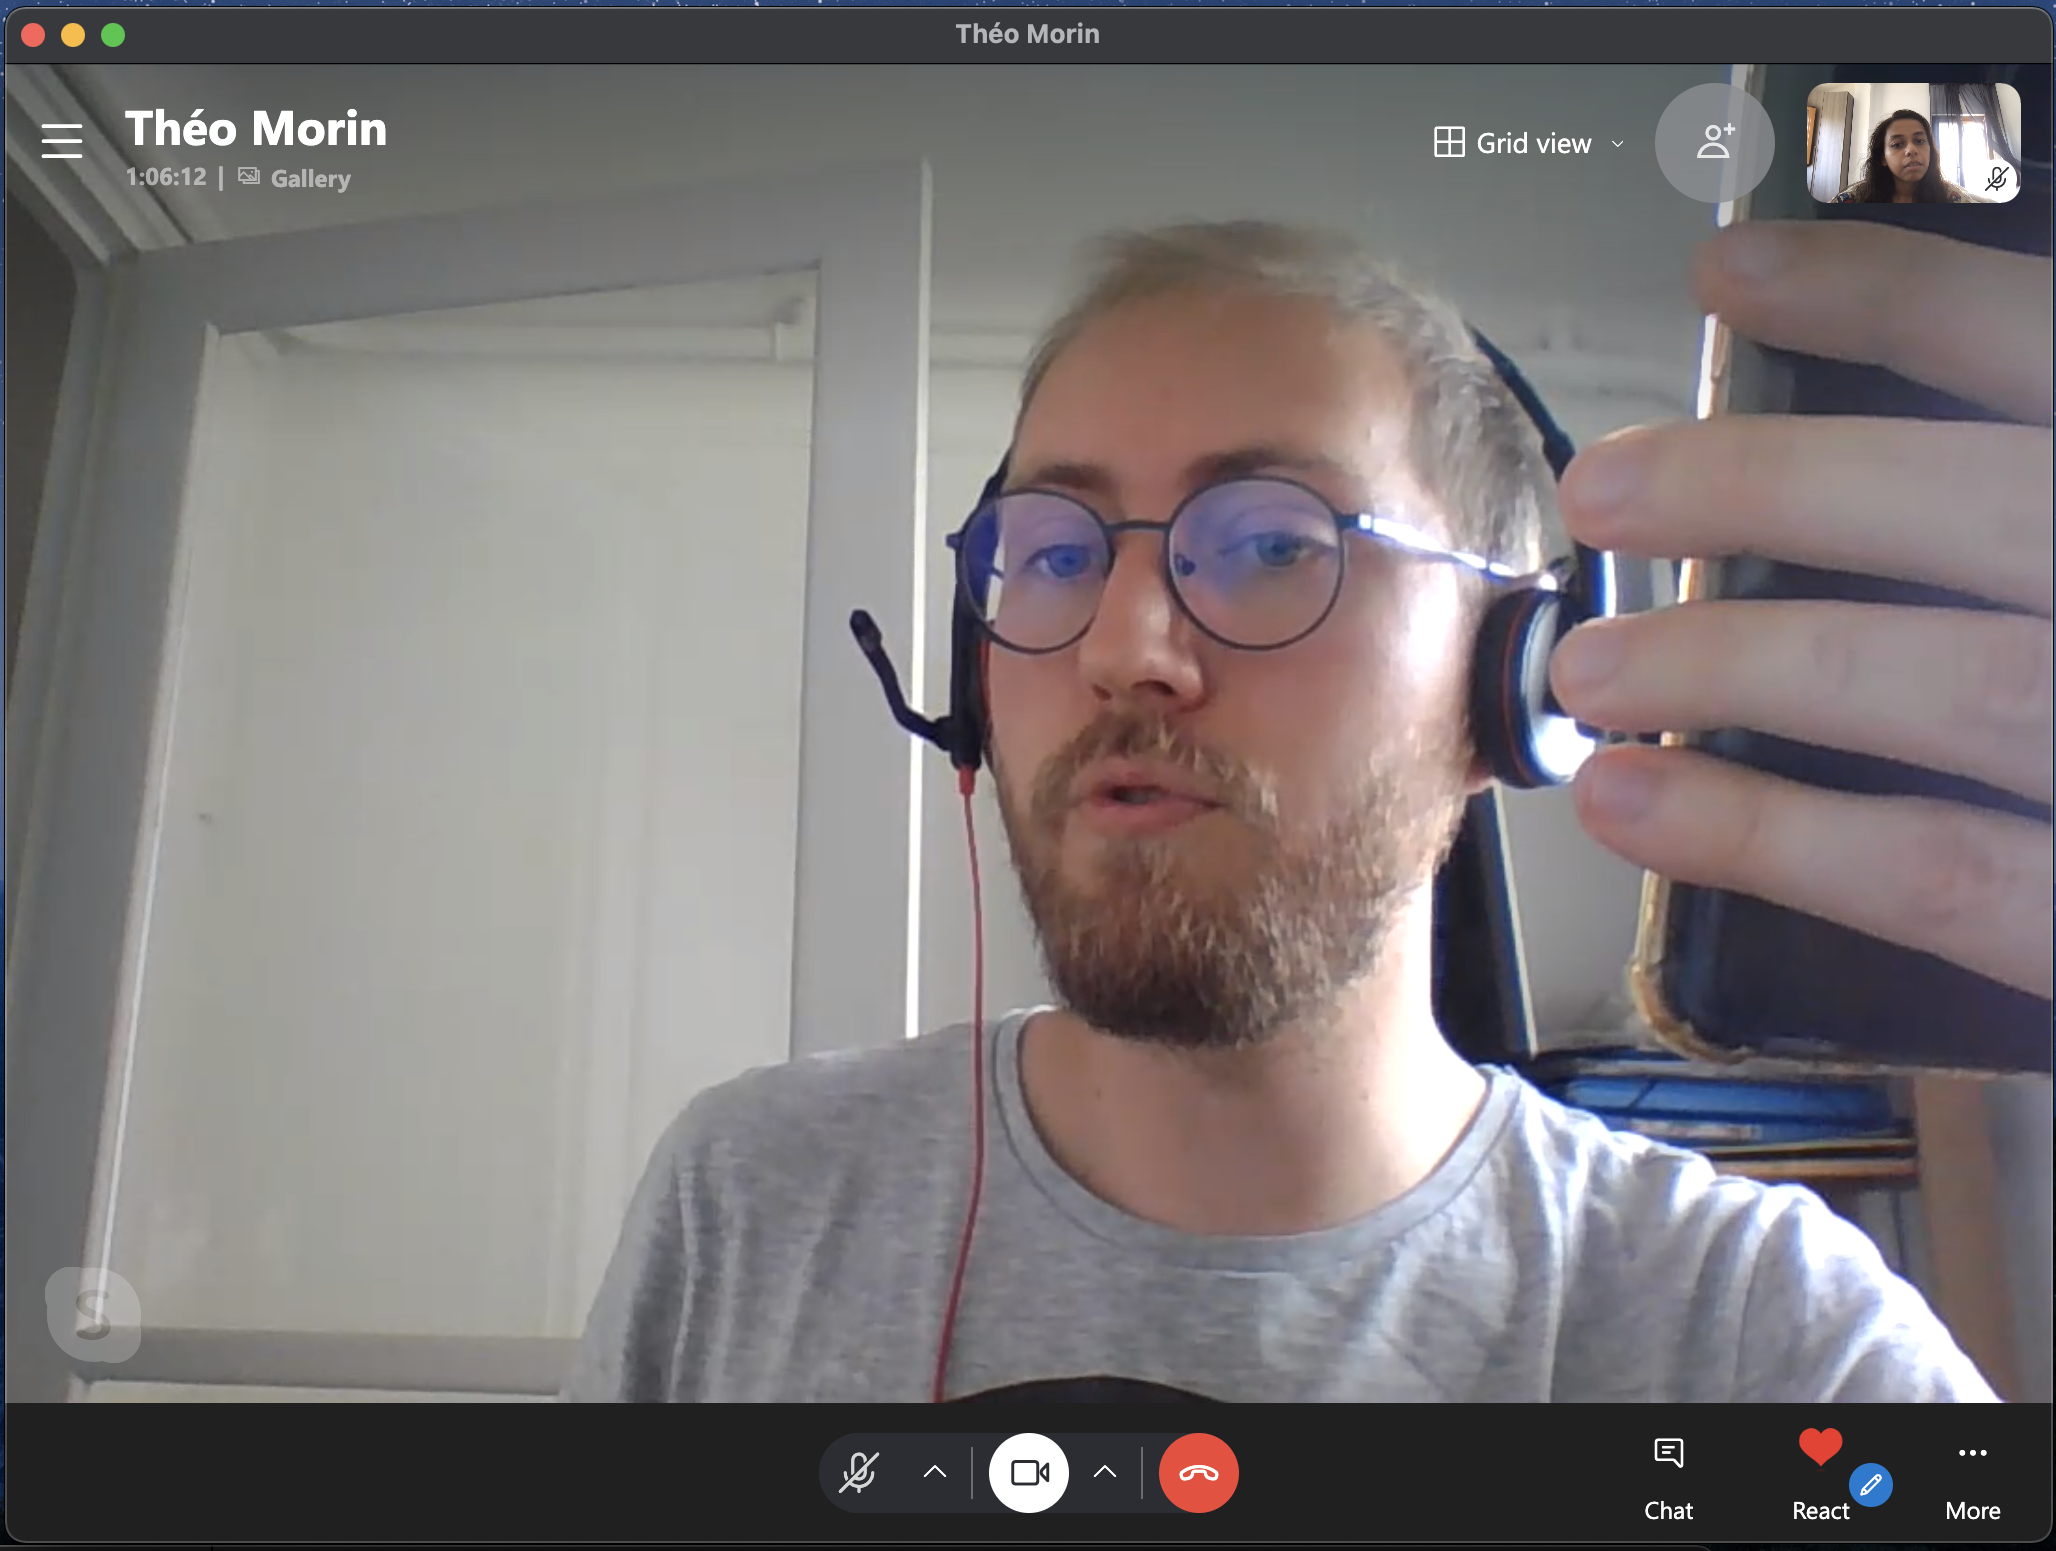 Théo Morin
Théo Morin
1:06:12 | Gallery
Grid view
S
Chat
React
More